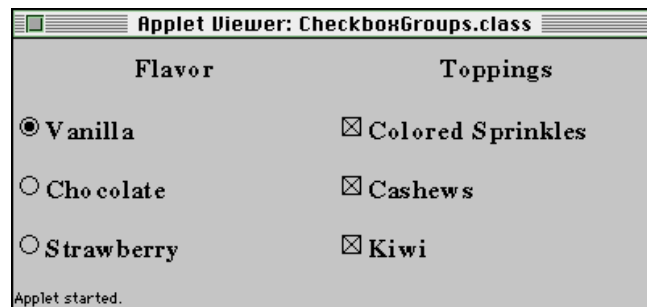 Applet Viewer: CheckboxGroups.class
Flavor Toppings
Vanilla Colored Sprinkles
Chocolate Cashews
Strawberry Kiwi
Applet started.